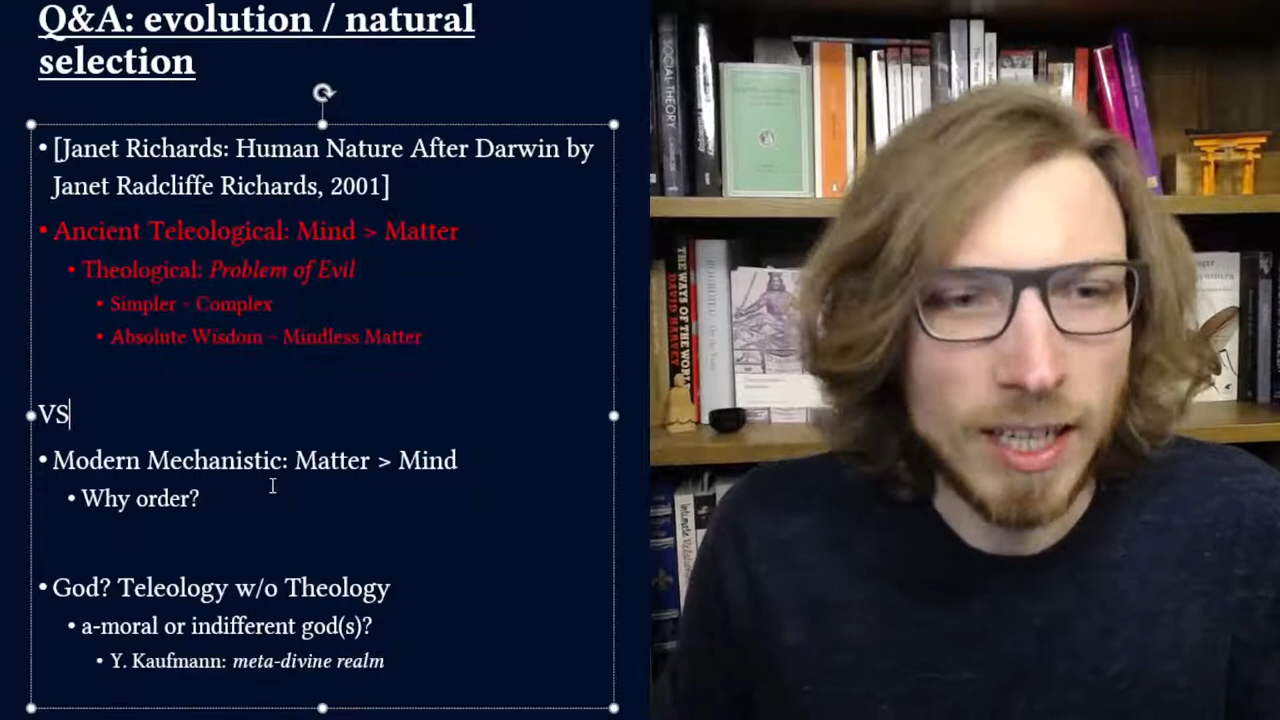 Q&A: evolution / natural
selection
• [Janet Richards: Human Nature After Darwin by
Janet Radcliffe Richards, 2001]
• Ancient Teleological: Mind > Matter
• Theological: Problem of Evil
• Simpler - Complex
• Absolute Wisdom - Mindless Matter
VS
• Modern Mechanistic: Matter > Mind
• Why order?
• God? Teleology w/o Theology
• a-moral or indifferent god(s)?
• Y. Kaufmann: meta-divine realm
SOCIAL THEORY
THE WAYS OF THE WORLD
DAVID HARVEY